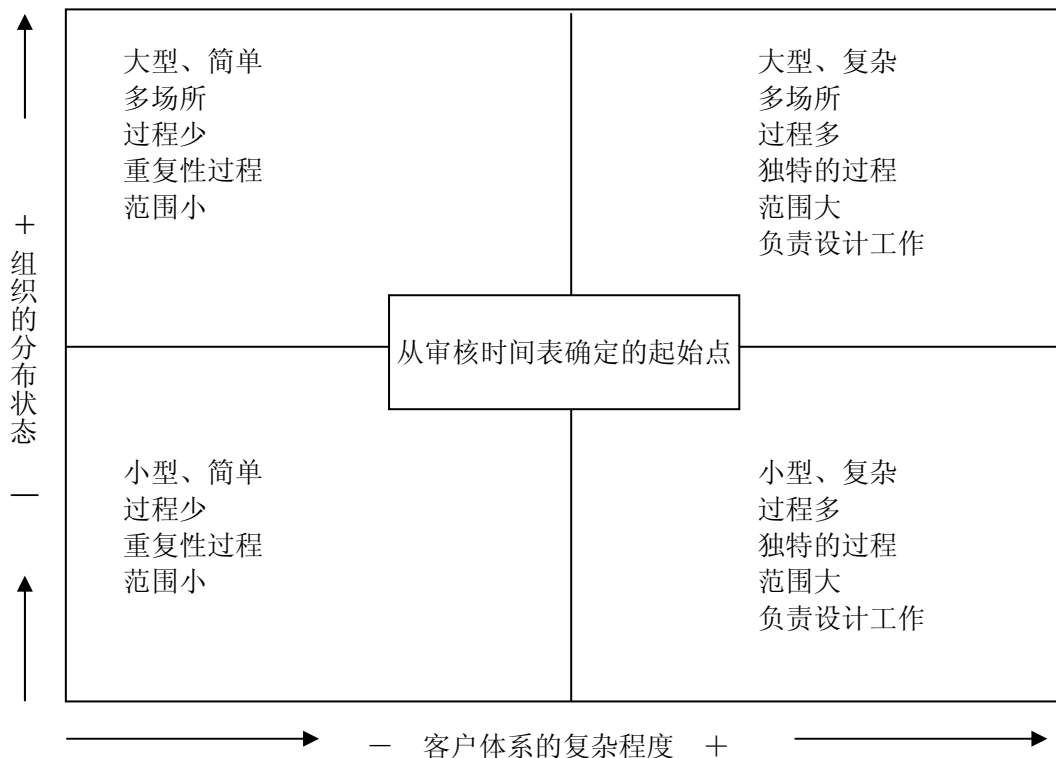 大型、简单
多场所
过程少
重复性过程
范围小
大型、复杂
多场所
过程多
独特的过程
范围大
负责设计工作
＋组织的分布状态 —
从审核时间表确定的起始点
小型、简单
过程少
重复性过程
范围小
小型、复杂
过程多
独特的过程
范围大
负责设计工作
－ 客户体系的复杂程度 ＋